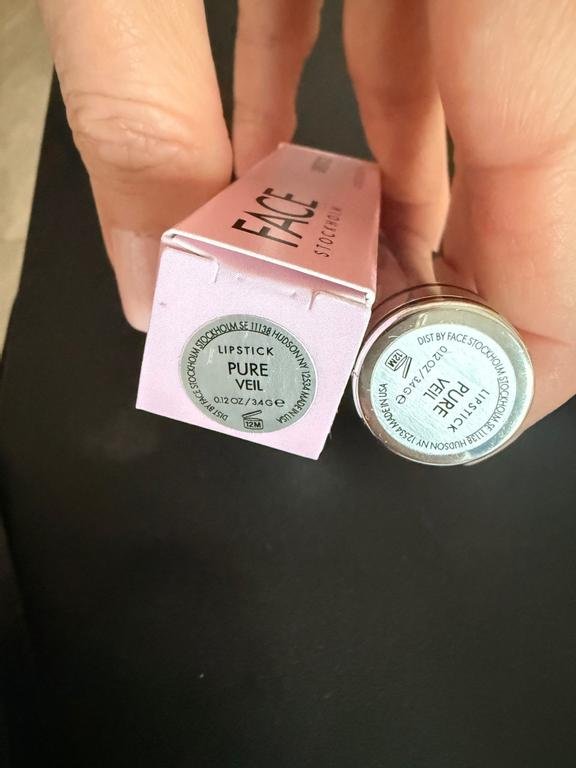 FACE
STOCKHOLM
LIPSTICK
PURE
VEIL
0.12 OZ / 3.4 G ℮
12M
DIST BY FACE STOCKHOLM STOCKHOLM.SE 11138 HUDSON NY 12534 MADE IN USA
DIST BY FACE STOCKHOLM STOCKHOLM.SE 11138 HUDSON NY 12534 MADE IN USA
LIPSTICK
PURE
VEIL
0.12 OZ / 3.4 G ℮
12M